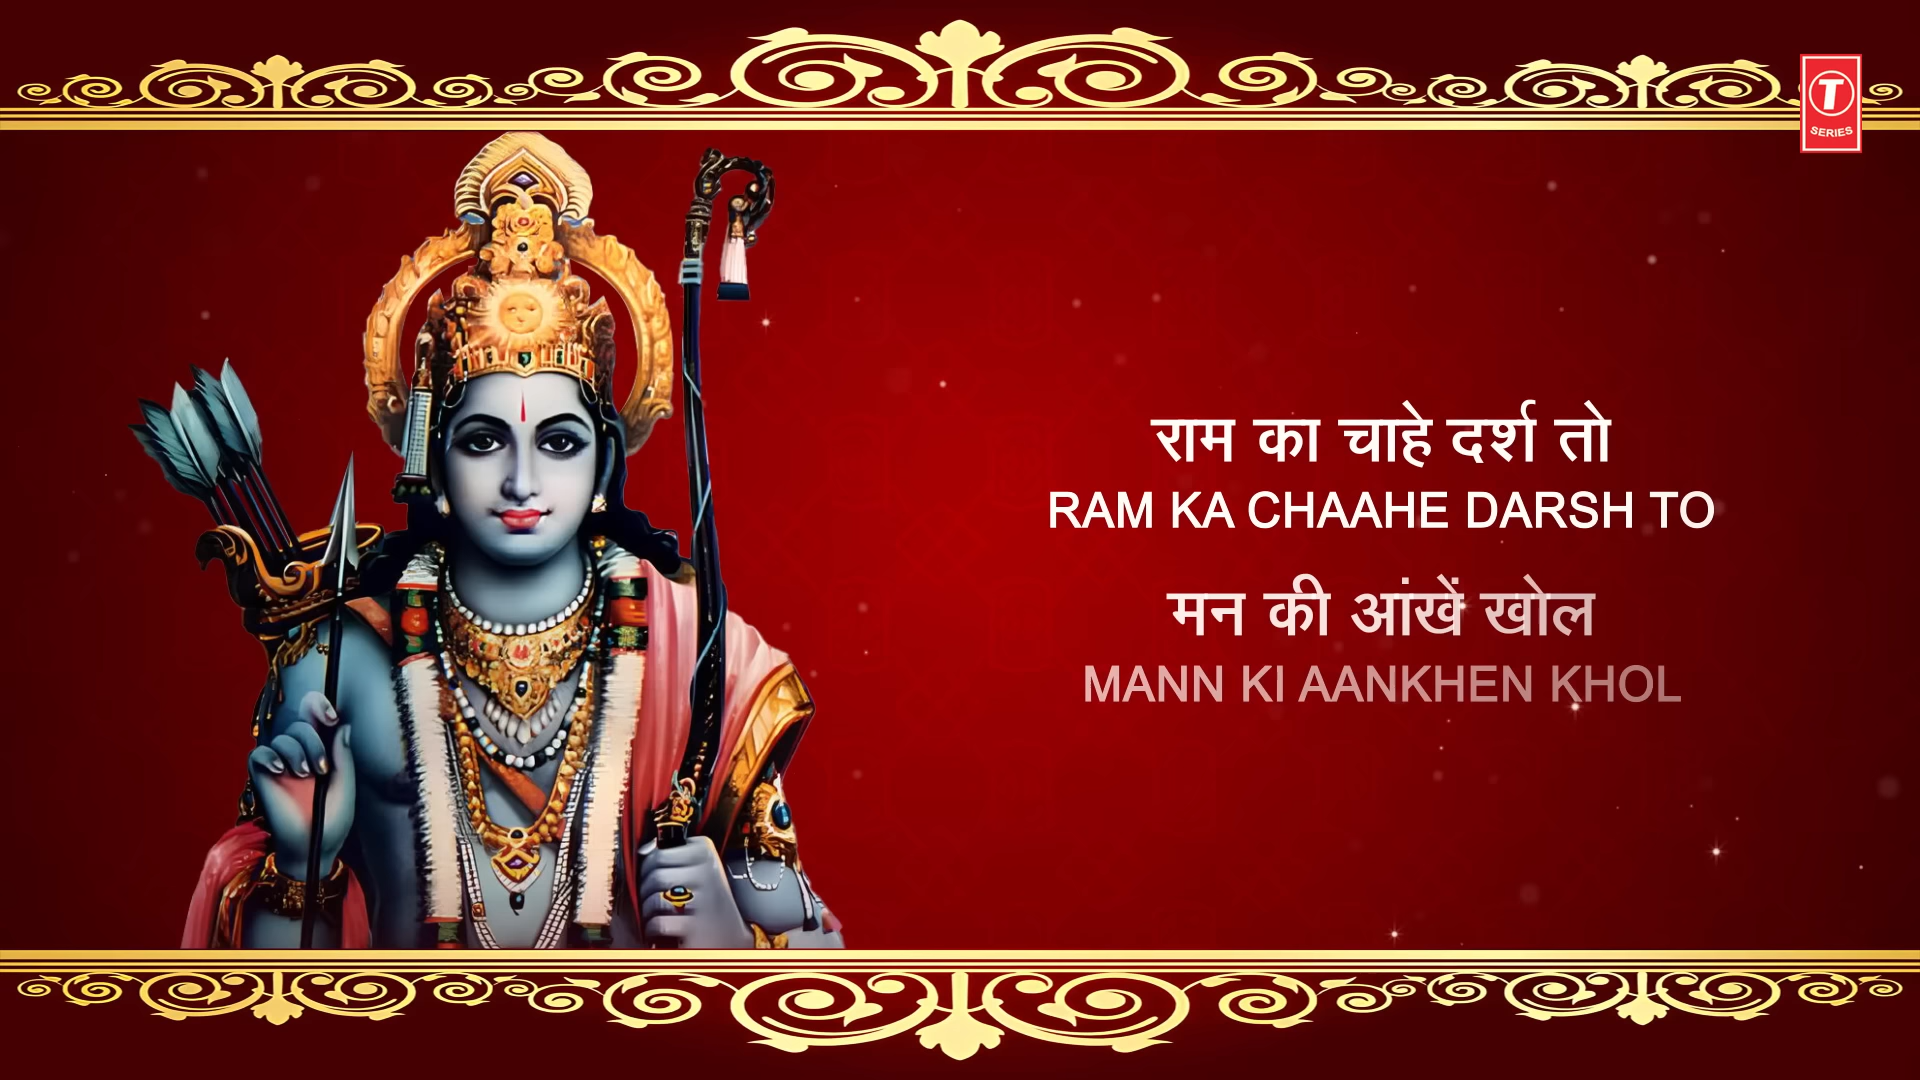 T
SERIES
राम का चाहे दर्श तो
RAM KA CHAAHE DARSH TO
मन की आंखें खोल
MANN KI AANKHEN KHOL